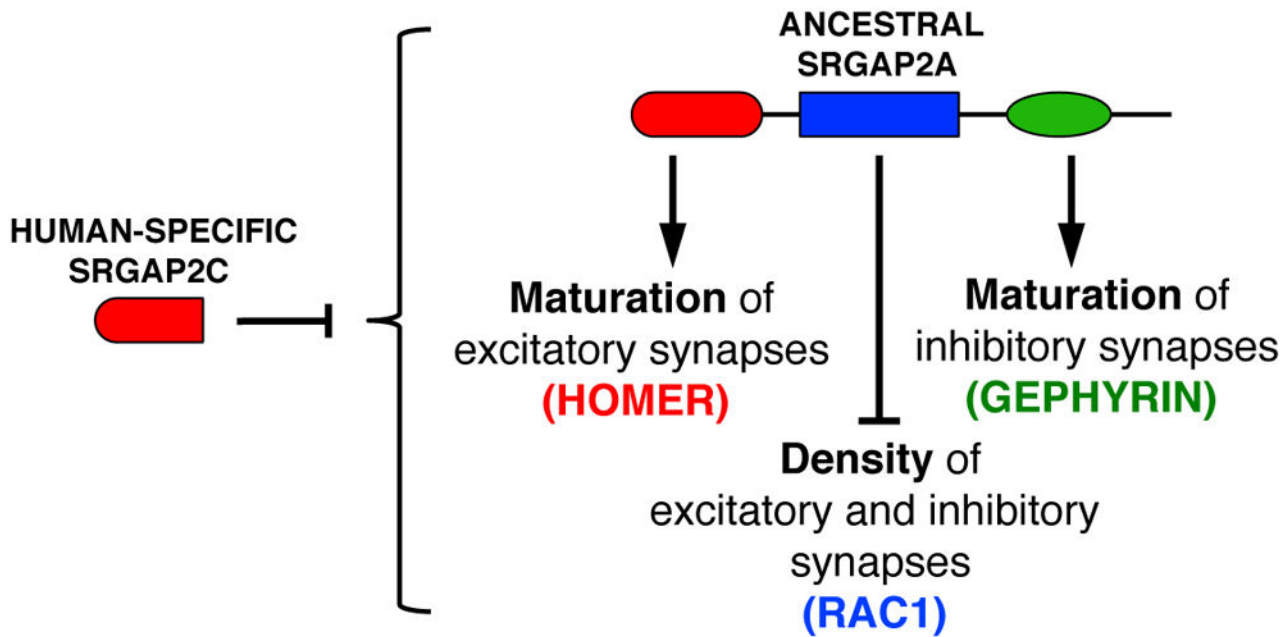 ANCESTRAL
SRGAP2A
HUMAN-SPECIFIC
SRGAP2C
Maturation of
excitatory synapses
(HOMER)
Maturation of
inhibitory synapses
(GEPHYRIN)
Density of
excitatory and inhibitory
synapses
(RAC1)